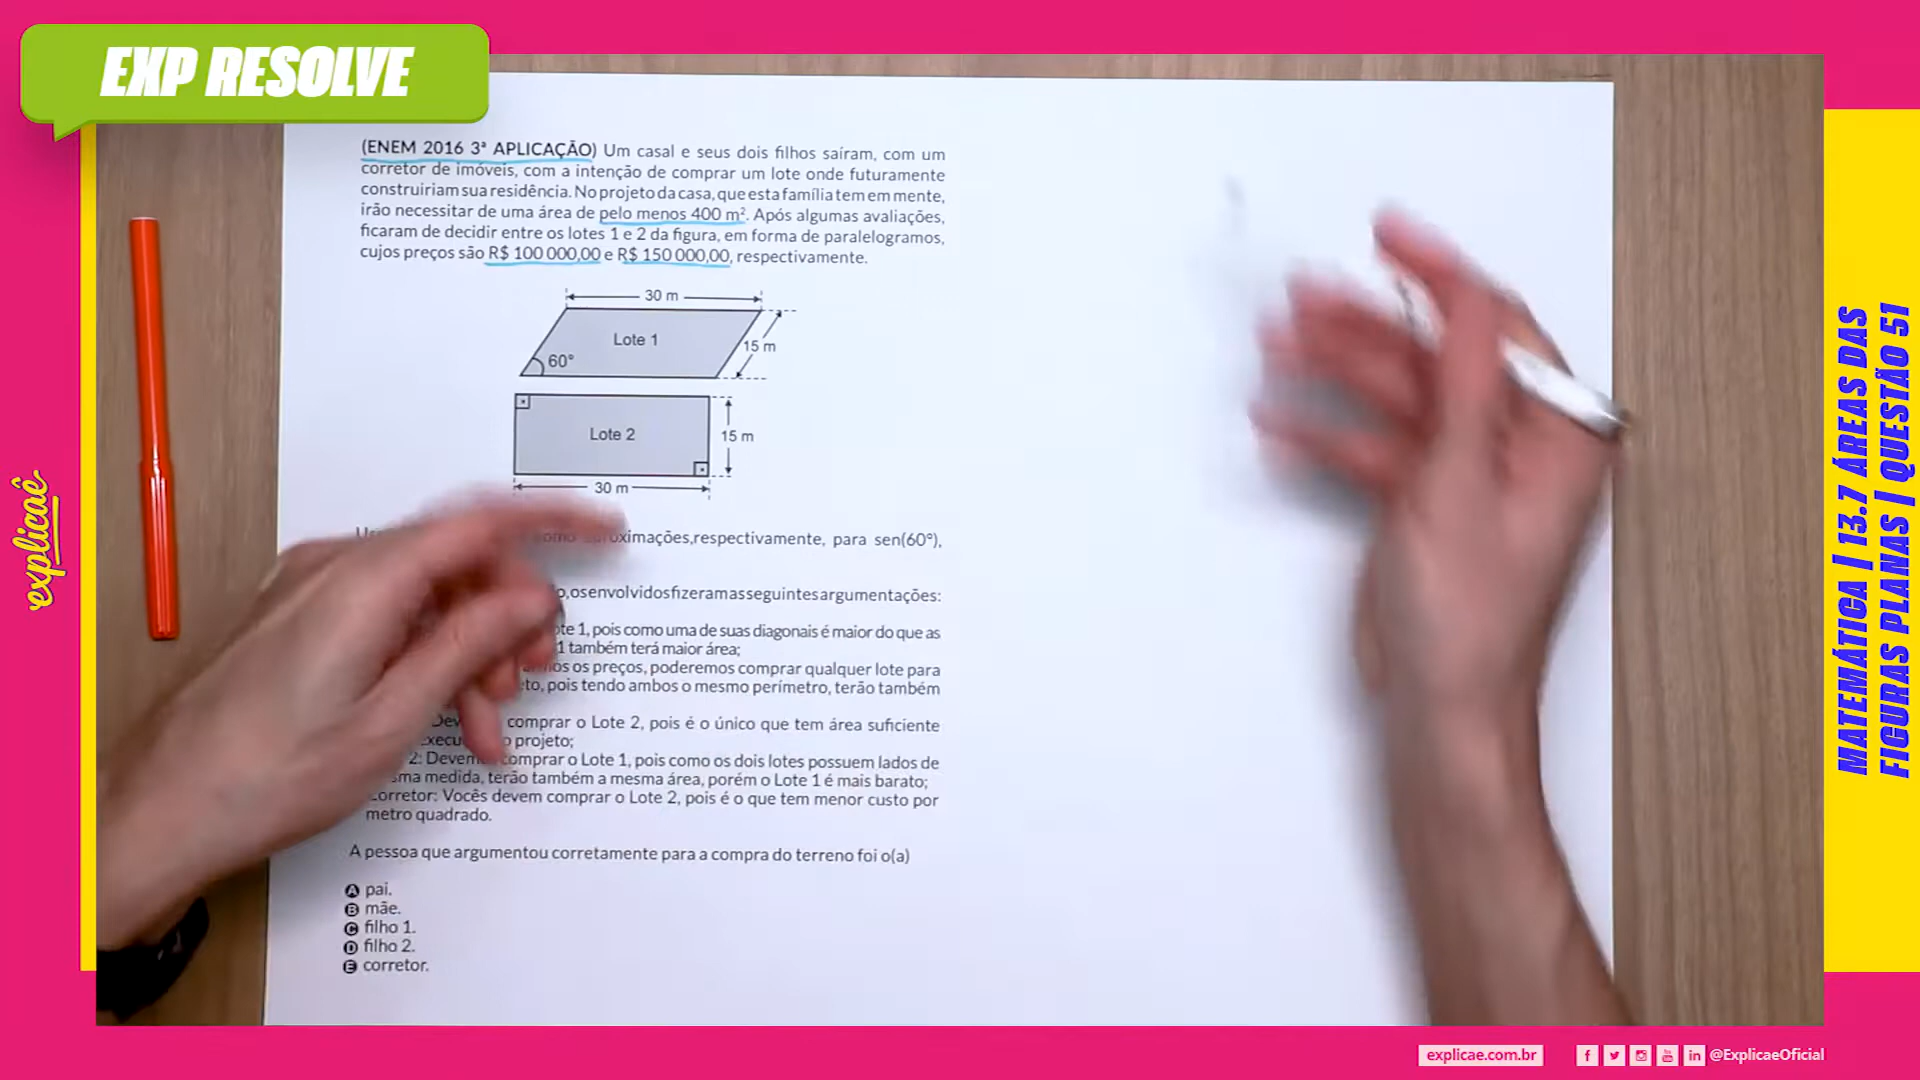 EXP RESOLVE
(ENEM 2016 3ª APLICAÇÃO) Um casal e seus dois filhos saíram, com um
corretor de imóveis, com a intenção de comprar um lote onde futuramente
construiriam sua residência. No projeto da casa, que esta família tem em mente,
irão necessitar de uma área de pelo menos 400 m². Após algumas avaliações,
ficaram de decidir entre os lotes 1 e 2 da figura, em forma de paralelogramos,
cujos preços são R$ 100 000,00 e R$ 150 000,00, respectivamente.
30 m
Lote 1
15 m
60°
Lote 2
15 m
30 m
respectivamente, para sen(60°),
os envolvidos fizeram as seguintes argumentações:
1, pois como uma de suas diagonais é maior do que as
1 também terá maior área;
os preços, poderemos comprar qualquer lote para
pois tendo ambos o mesmo perímetro, terão também
comprar o Lote 2, pois é o único que tem área suficiente
projeto;
2: comprar o Lote 1, pois como os dois lotes possuem lados de
medida, terão também a mesma área, porém o Lote 1 é mais barato;
Corretor: Vocês devem comprar o Lote 2, pois é o que tem menor custo por
metro quadrado.
A pessoa que argumentou corretamente para a compra do terreno foi o(a)
A pai.
B mãe.
C filho 1.
D filho 2.
E corretor.
explicaê
MATEMÁTICA | 13.7 ÁREAS DAS
FIGURAS PLANAS | QUESTÃO 51
explicae.com.br
@ExplicaeOficial